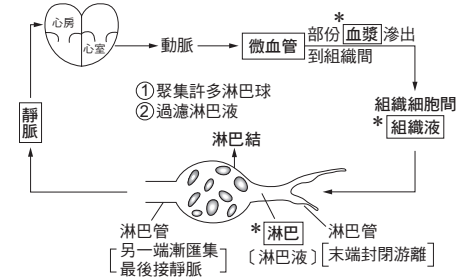 心房
心室
動脈
微血管
部份*血漿滲出
到組織間
①聚集許多淋巴球
②過濾淋巴液
靜脈
組織細胞間
*組織液
淋巴結
淋巴管
另一端漸匯集
最後接靜脈
*淋巴
〔淋巴液〕
淋巴管
[末端封閉游離]